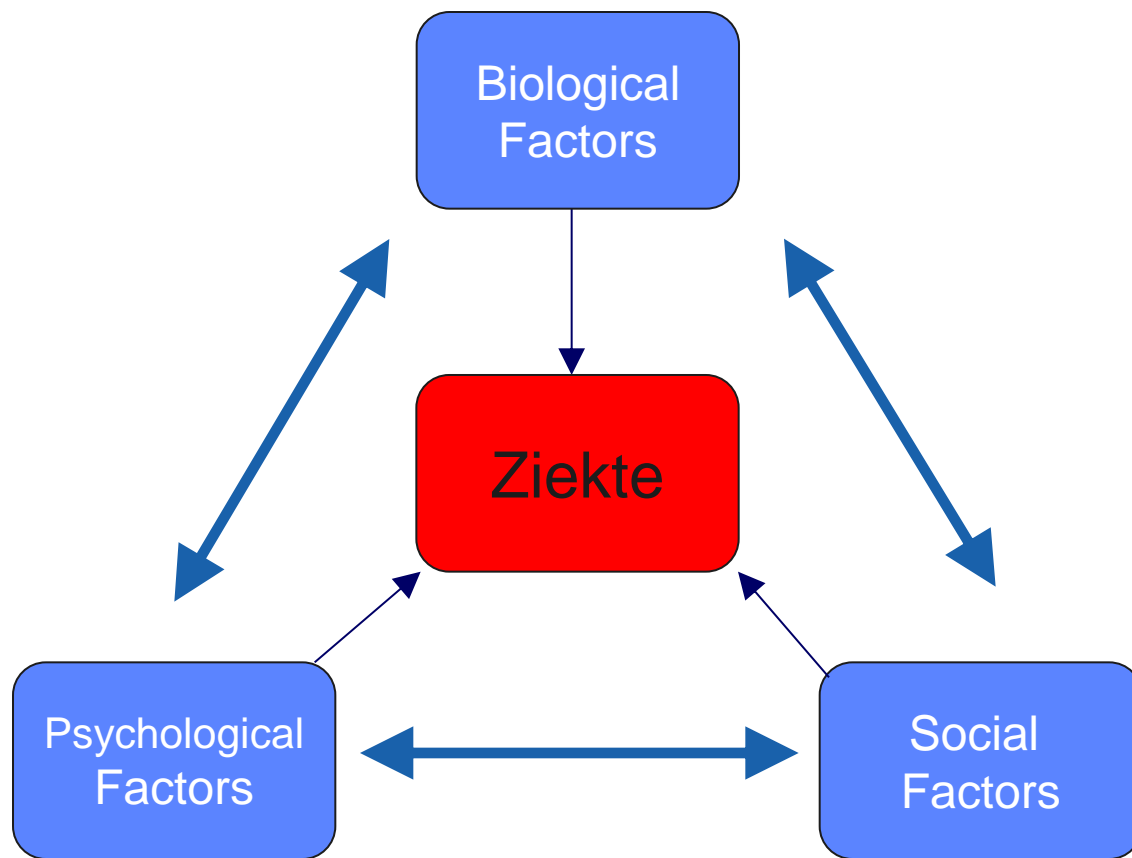 Biological
Factors
Ziekte
Psychological
Factors
Social
Factors